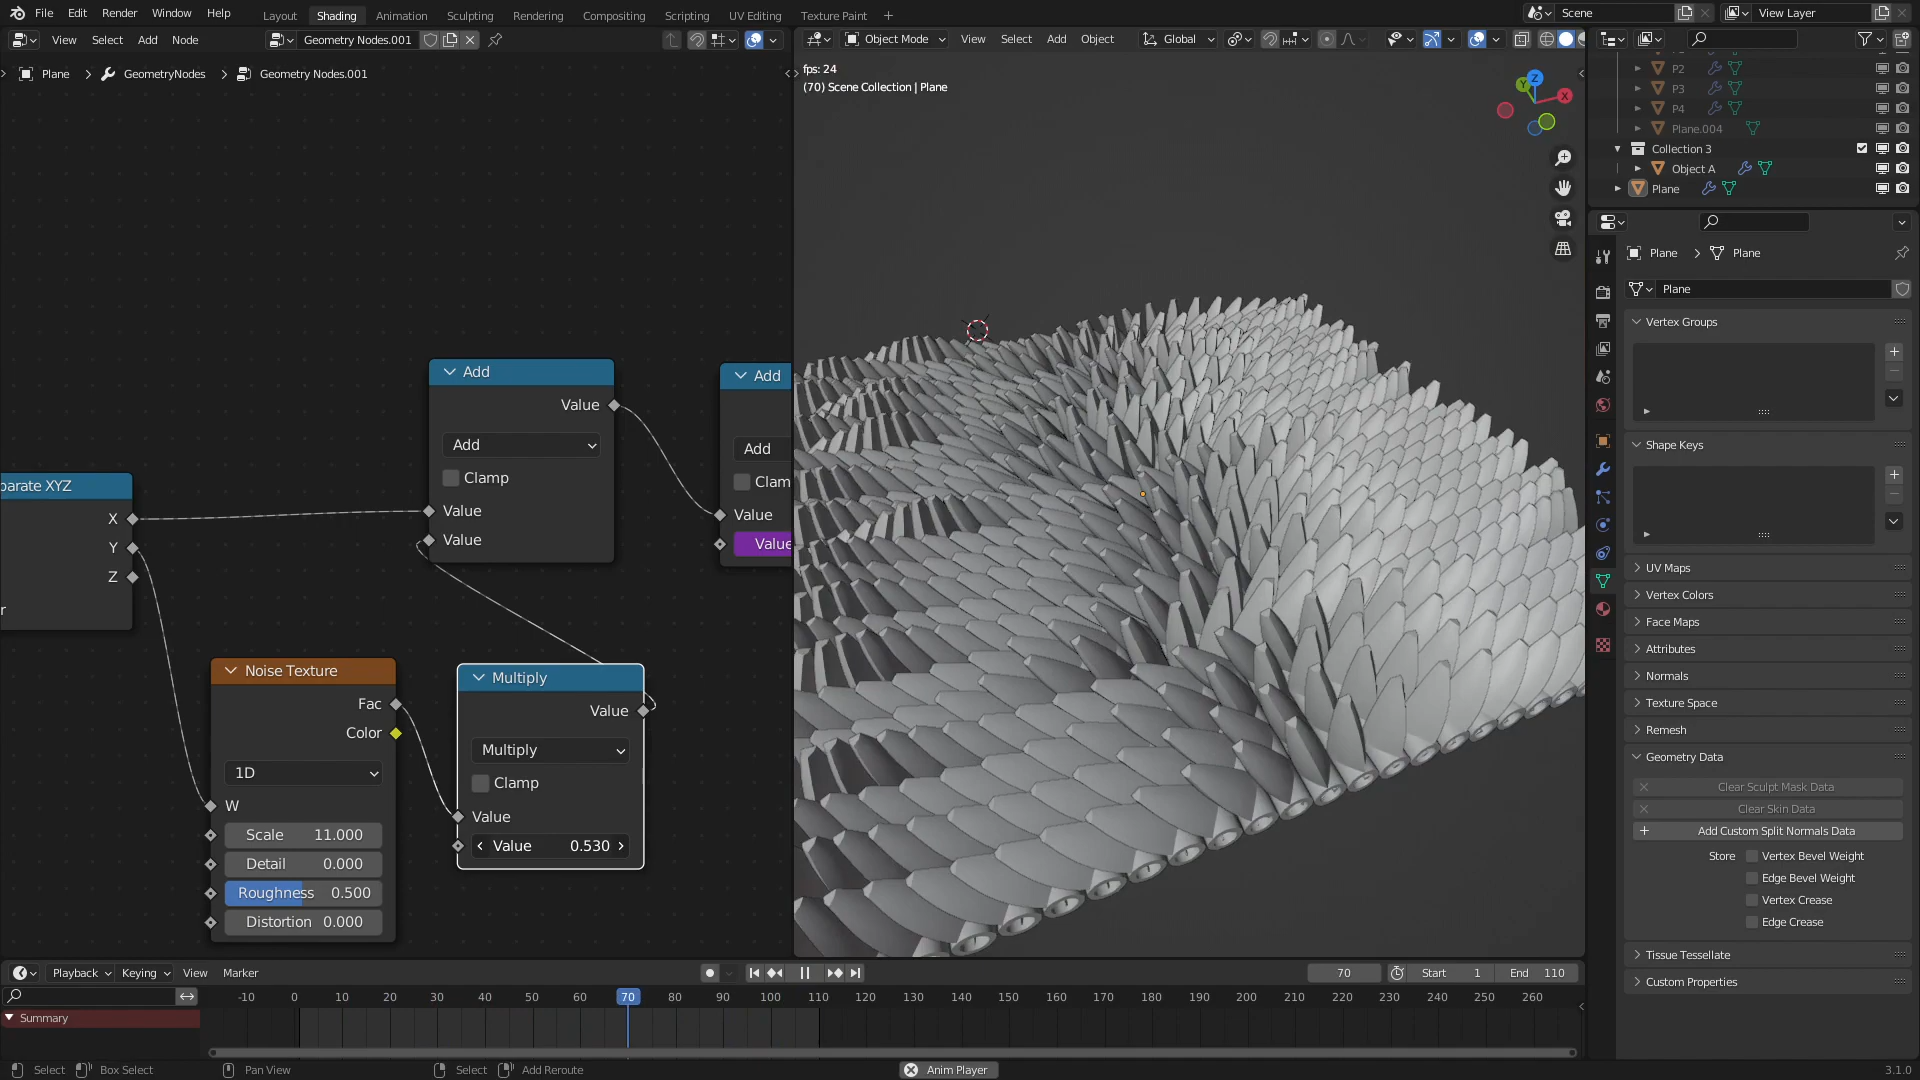 File Edit Render Window Help
Layout Shading Animation Sculpting Rendering Compositing Scripting UV Editing Texture Paint +
Scene
View Layer
View Select Add Node
Geometry Nodes.001
Object Mode View Select Add Object
Global
Plane > GeometryNodes > Geometry Nodes.001
fps: 24
(70) Scene Collection | Plane
Z
Y
X
P2
P3
P4
Plane.004
Collection 3
Object A
Plane
Plane > Plane
Plane
Vertex Groups
Shape Keys
UV Maps
Vertex Colors
Face Maps
Attributes
Normals
Texture Space
Remesh
Geometry Data
Clear Sculpt Mask Data
Clear Skin Data
Add Custom Split Normals Data
Store Vertex Bevel Weight
Edge Bevel Weight
Vertex Crease
Edge Crease
Tissue Tessellate
Custom Properties
parate XYZ
X
Y
Z
r
Add
Value
Add
Clamp
Value
Value
Add
Add
Clam
Value
Value
Noise Texture
Fac
Color
1D
W
Scale 11.000
Detail 0.000
Roughness 0.500
Distortion 0.000
Multiply
Value
Multiply
Clamp
Value
Value 0.530
Playback Keying View Marker
70
Start 1 End 110
-10 0 10 20 30 40 50 60 70 80 90 100 110 120 130 140 150 160 170 180 190 200 210 220 230 240 250 260
Summary
Select Box Select Pan View Select Add Reroute Anim Player 3.1.0